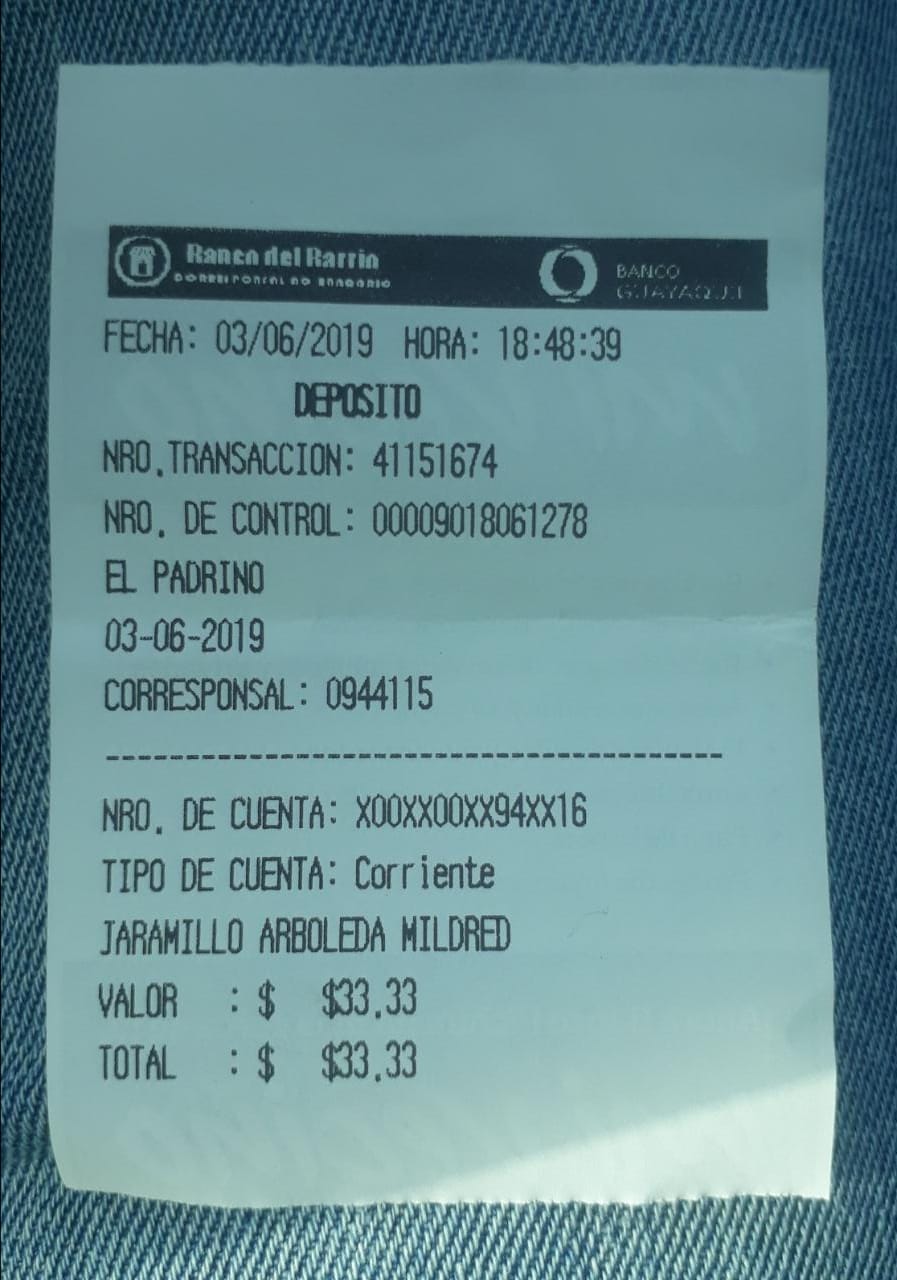 Banco del Barrio
CORRESPONSAL NO BANCARIO
BANCO
GUAYAQUIL
FECHA: 03/06/2019 HORA: 18:48:39
DEPOSITO
NRO.TRANSACCION: 41151674
NRO. DE CONTROL: 00009018061278
EL PADRINO
03-06-2019
CORRESPONSAL: 0944115
---------------------------------------
NRO. DE CUENTA: X00XX00XX94XX16
TIPO DE CUENTA: Corriente
JARAMILLO ARBOLEDA MILDRED
VALOR : $ $33.33
TOTAL : $ $33.33